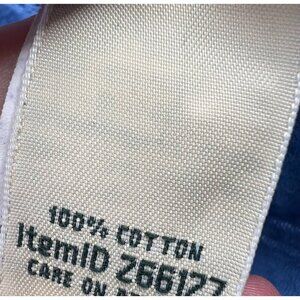 100% COTTON
ItemID Z66127
CARE ON